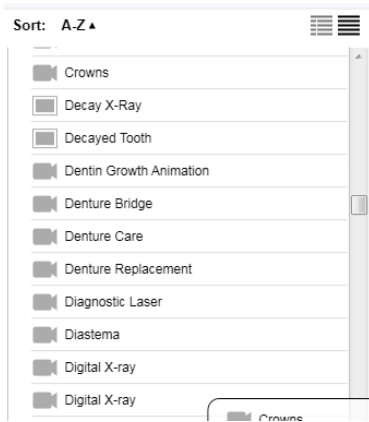 Sort: A-Z▲
Crowns
Decay X-Ray
Decayed Tooth
Dentin Growth Animation
Denture Bridge
Denture Care
Denture Replacement
Diagnostic Laser
Diastema
Digital X-ray
Digital X-ray
Crowns